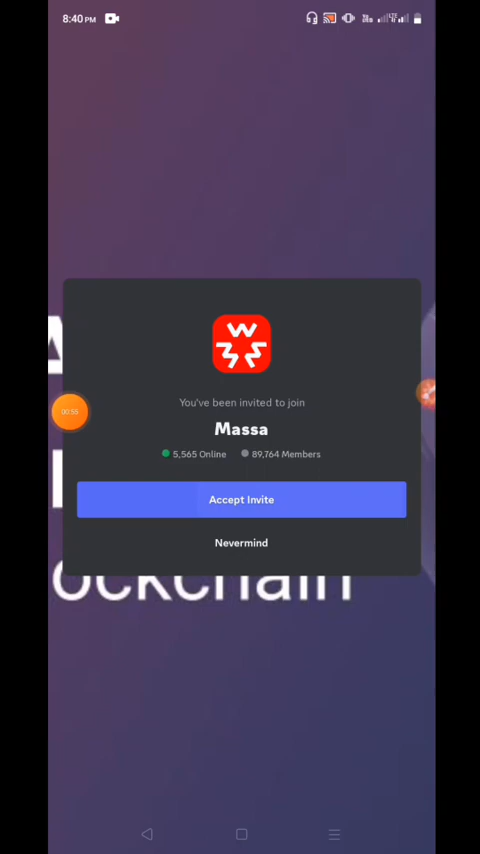 8:40 PM
You've been invited to join
Massa
5,565 Online 89,764 Members
00:55
Accept Invite
Nevermind
ockchain